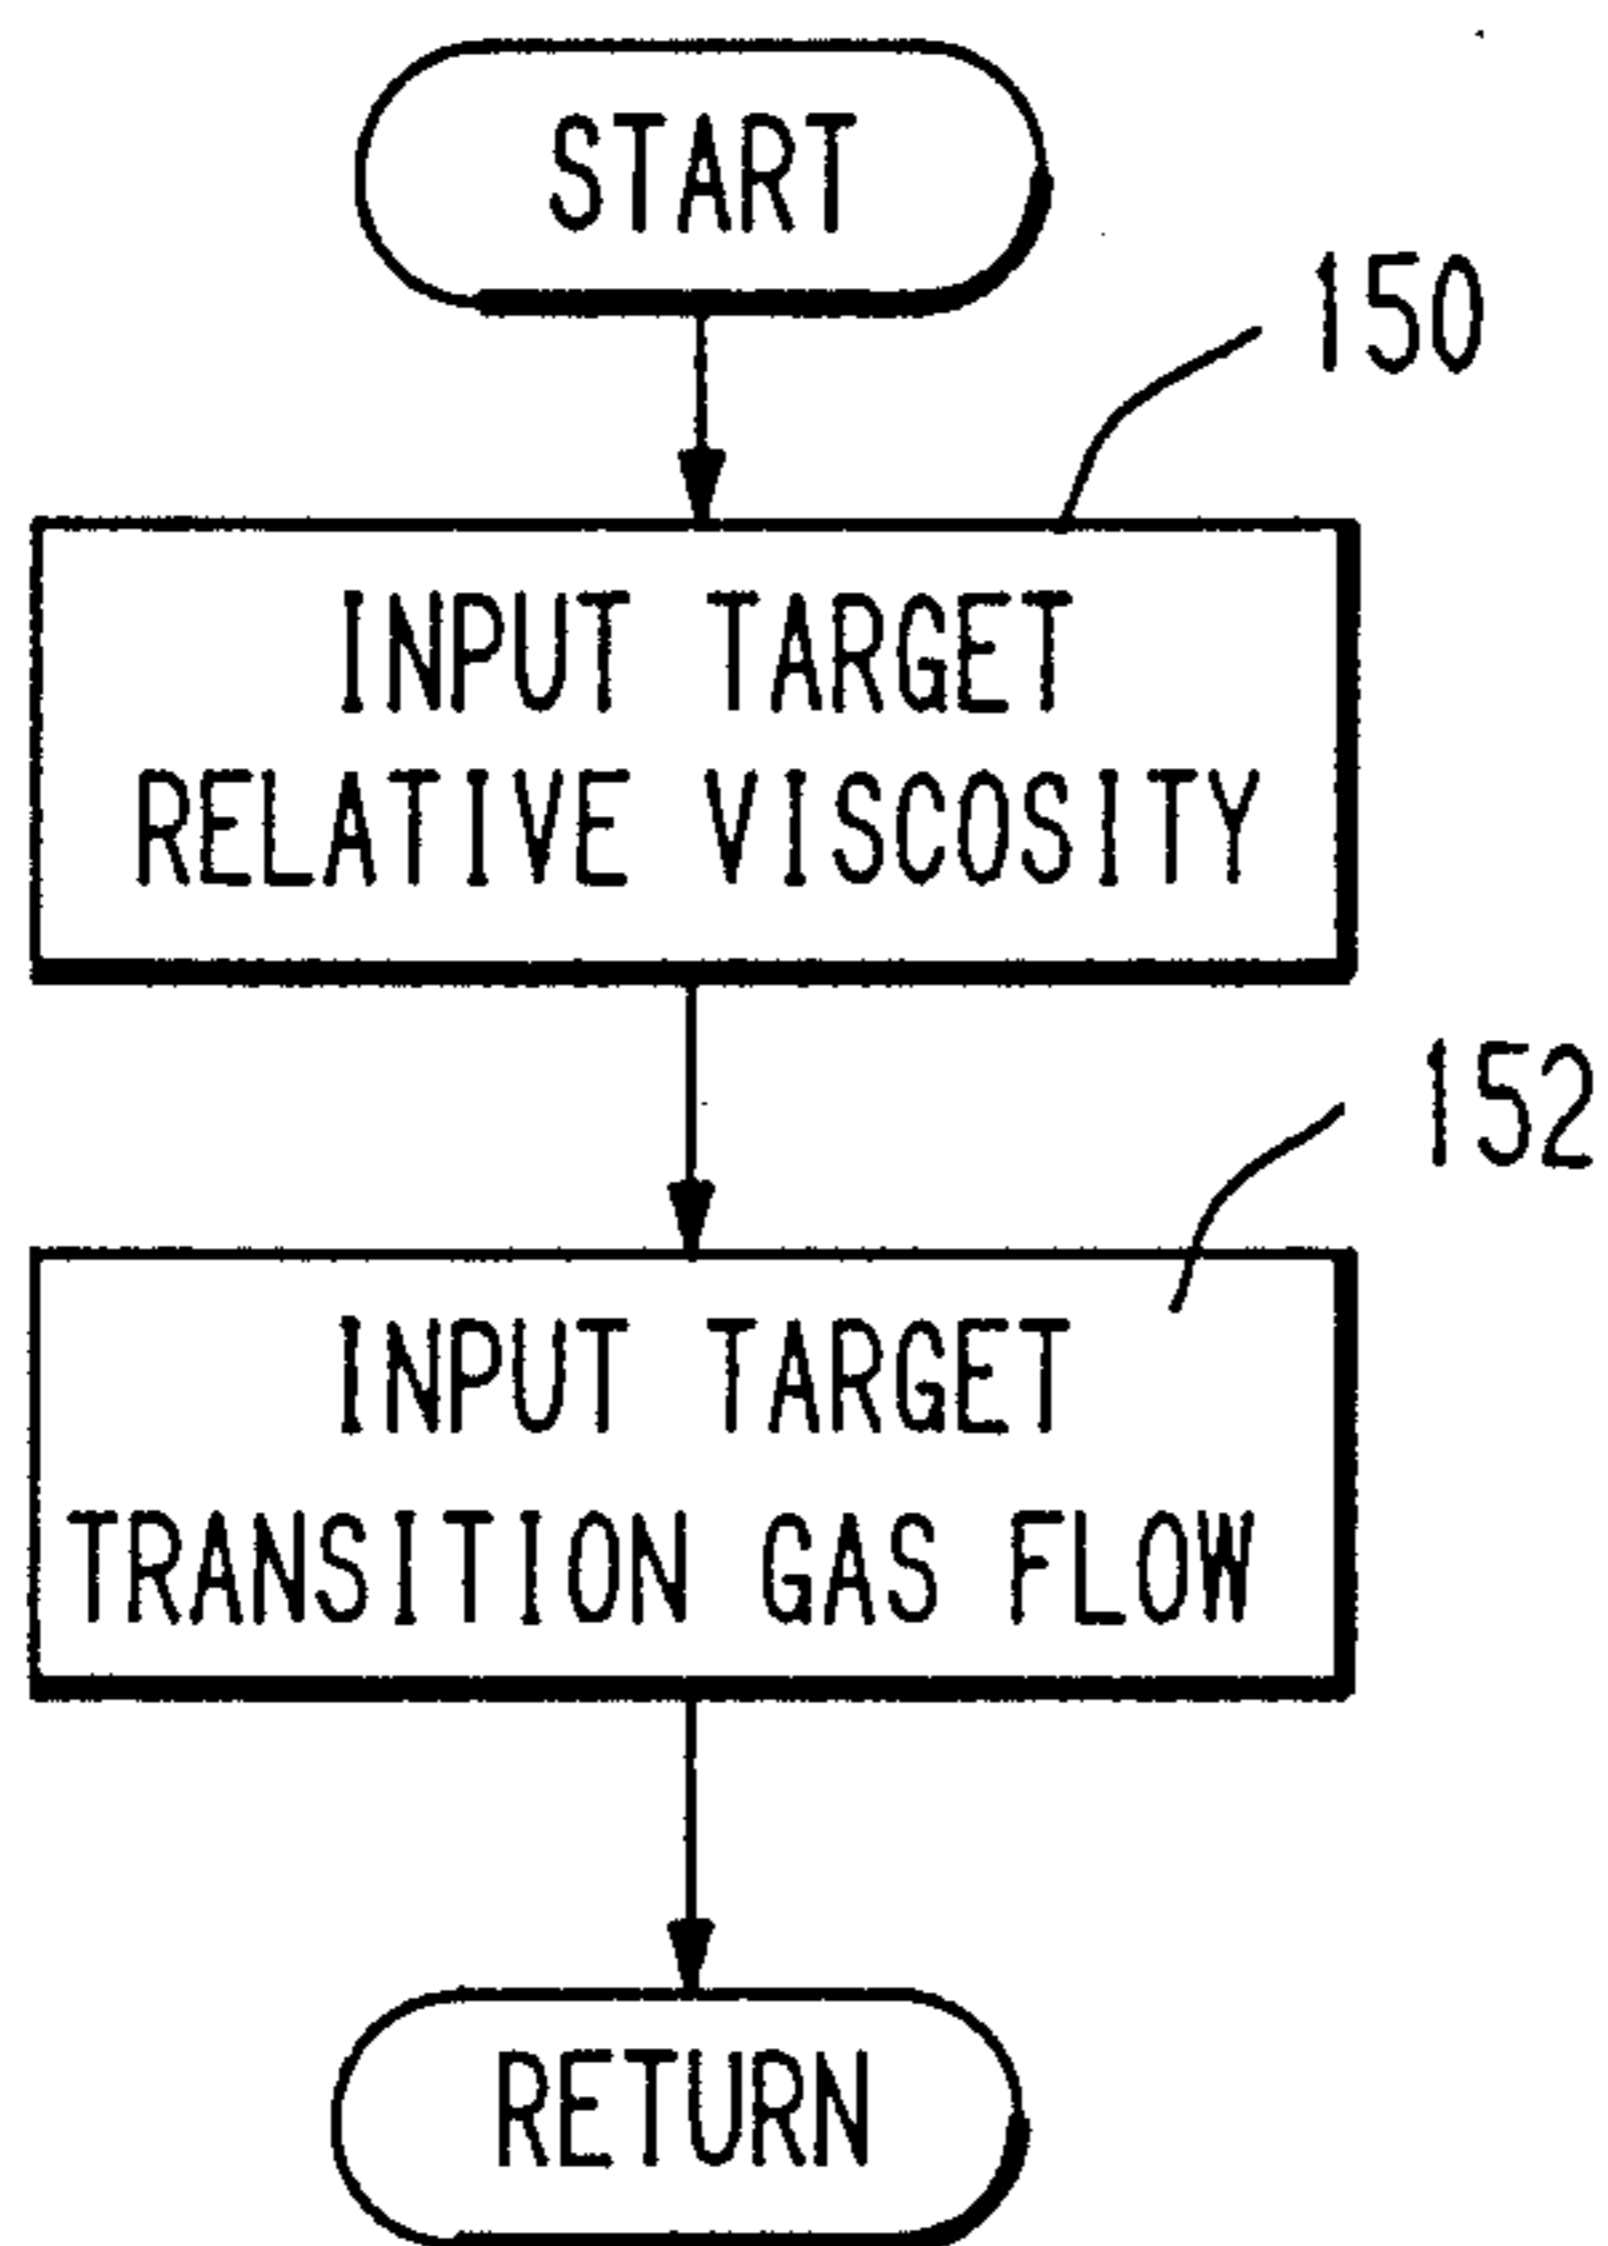 START
150
INPUT TARGET
RELATIVE VISCOSITY
152
INPUT TARGET
TRANSITION GAS FLOW
RETURN